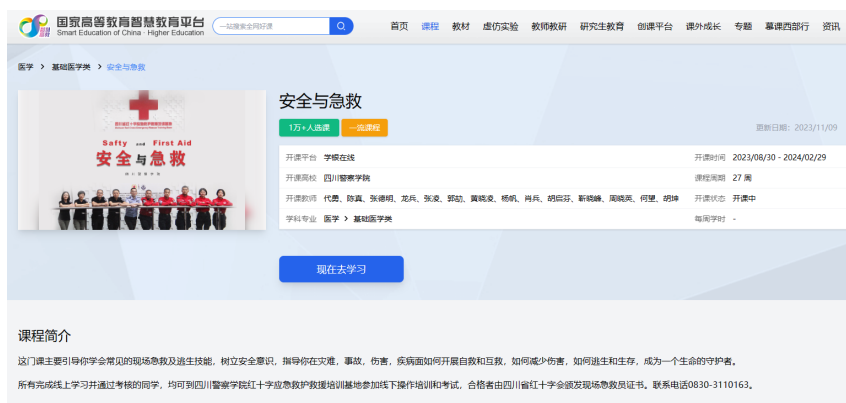 国家高等教育智慧教育平台
Smart Education of China · Higher Education
一站搜索全网好课
首页 课程 教材 虚仿实验 教师教研 研究生教育 创课平台 课外成长 专题 慕课西部行 资讯
医学 > 基础医学类 > 安全与急救
Safty and First Aid
安全与急救
安全与急救
1万+人选课 一流课程
更新日期: 2023/11/09
开课平台 学银在线
开课时间 2023/08/30 - 2024/02/29
开课高校 四川警察学院
课程周期 27 周
开课教师 代勇、陈真、张德明、龙兵、张凌、郭劼、黄晓凌、杨帆、肖兵、胡启芬、靳晓峰、周晓英、何望、胡坤
开课状态 开课中
学科专业 医学 > 基础医学类
每周学时 -
现在去学习
课程简介
这门课主要引导你学会常见的现场急救及逃生技能，树立安全意识，指导你在灾难，事故，伤害，疾病面如何开展自救和互救，如何减少伤害，如何逃生和生存，成为一个生命的守护者。
所有完成线上学习并通过考核的同学，均可到四川警察学院红十字应急救护救援培训基地参加线下操作培训和考试，合格者由四川省红十字会颁发现场急救员证书。联系电话0830-3110163。